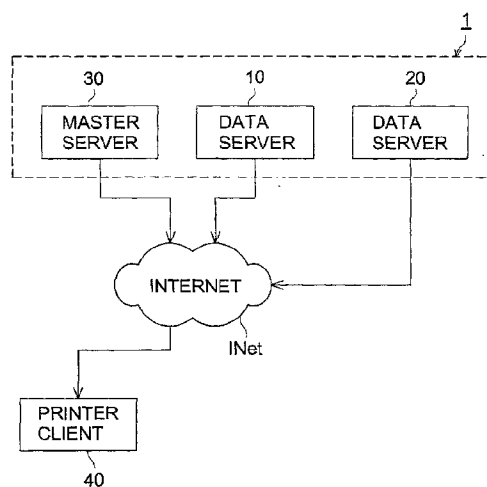 1
30
10
20
MASTER
SERVER
DATA
SERVER
DATA
SERVER
INTERNET
INet
PRINTER
CLIENT
40